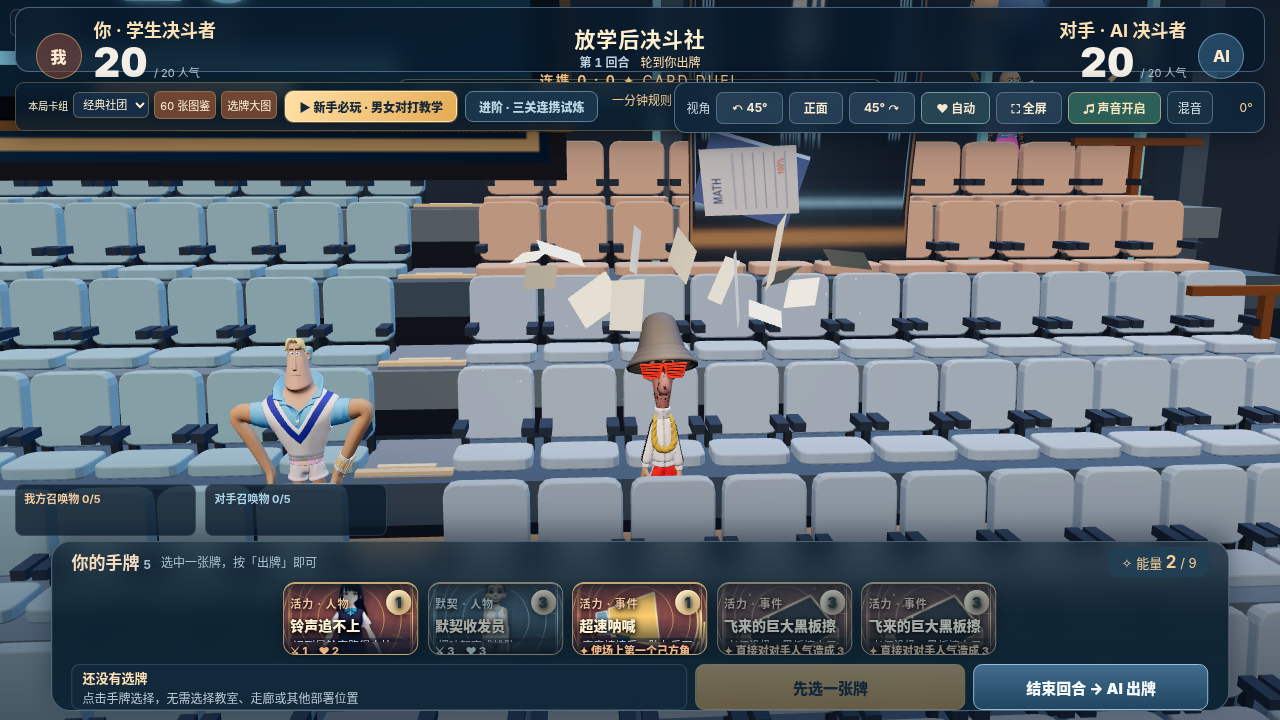 我
你 · 学生决斗者
20 / 20 人气
放学后决斗社
第 1 回合 轮到你出牌
对手 · AI 决斗者
20 / 20 人气
AI
本局卡组
经典社团
60 张图鉴
选牌大图
▶ 新手必玩 · 男女对打教学
进阶 · 三关连携试炼
一分钟规则
视角
↶ 45°
正面
45° ↷
♥ 自动
⛶ 全屏
♫ 声音开启
混音
0°
MATH
100%
我方召唤物 0/5
对手召唤物 0/5
你的手牌 5 选中一张牌，按「出牌」即可
✧ 能量 2 / 9
活力 · 人物 1
铃声追不上
⚔ 1 ♥ 2
默契 · 人物 3
默契收发员
⚔ 3 ♥ 3
活力 · 事件 1
超速呐喊
✦ 使场上第一个己方角
活力 · 事件 3
飞来的巨大黑板擦
✦ 直接对对手人气造成 3
活力 · 事件 3
飞来的巨大黑板擦
✦ 直接对对手人气造成 3
还没有选牌
点击手牌选择，无需选择教室、走廊或其他部署位置
先选一张牌
结束回合 → AI 出牌